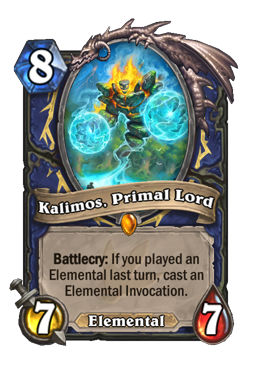 8
Kalimos, Primal Lord
Battlecry: If you played an
Elemental last turn, cast an
Elemental Invocation.
7 Elemental 7